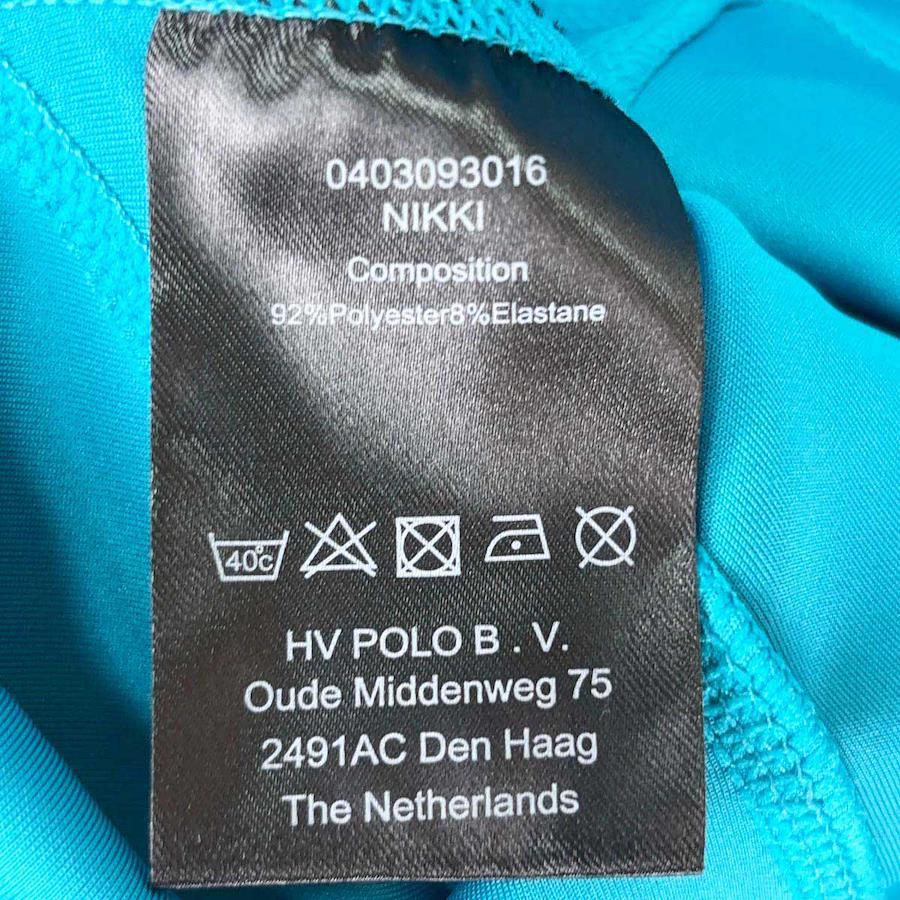 0403093016
NIKKI
Composition
92%Polyester8%Elastane
40°c
HV POLO B . V.
Oude Middenweg 75
2491AC Den Haag
The Netherlands